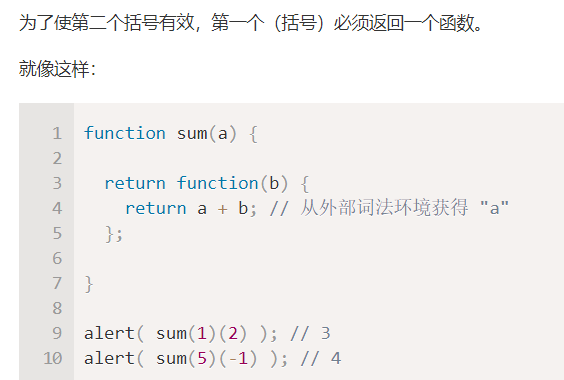 为了使第二个括号有效，第一个（括号）必须返回一个函数。
就像这样：
1 function sum(a) {
2
3   return function(b) {
4     return a + b; // 从外部词法环境获得 "a"
5   };
6
7 }
8
9 alert( sum(1)(2) ); // 3
10 alert( sum(5)(-1) ); // 4